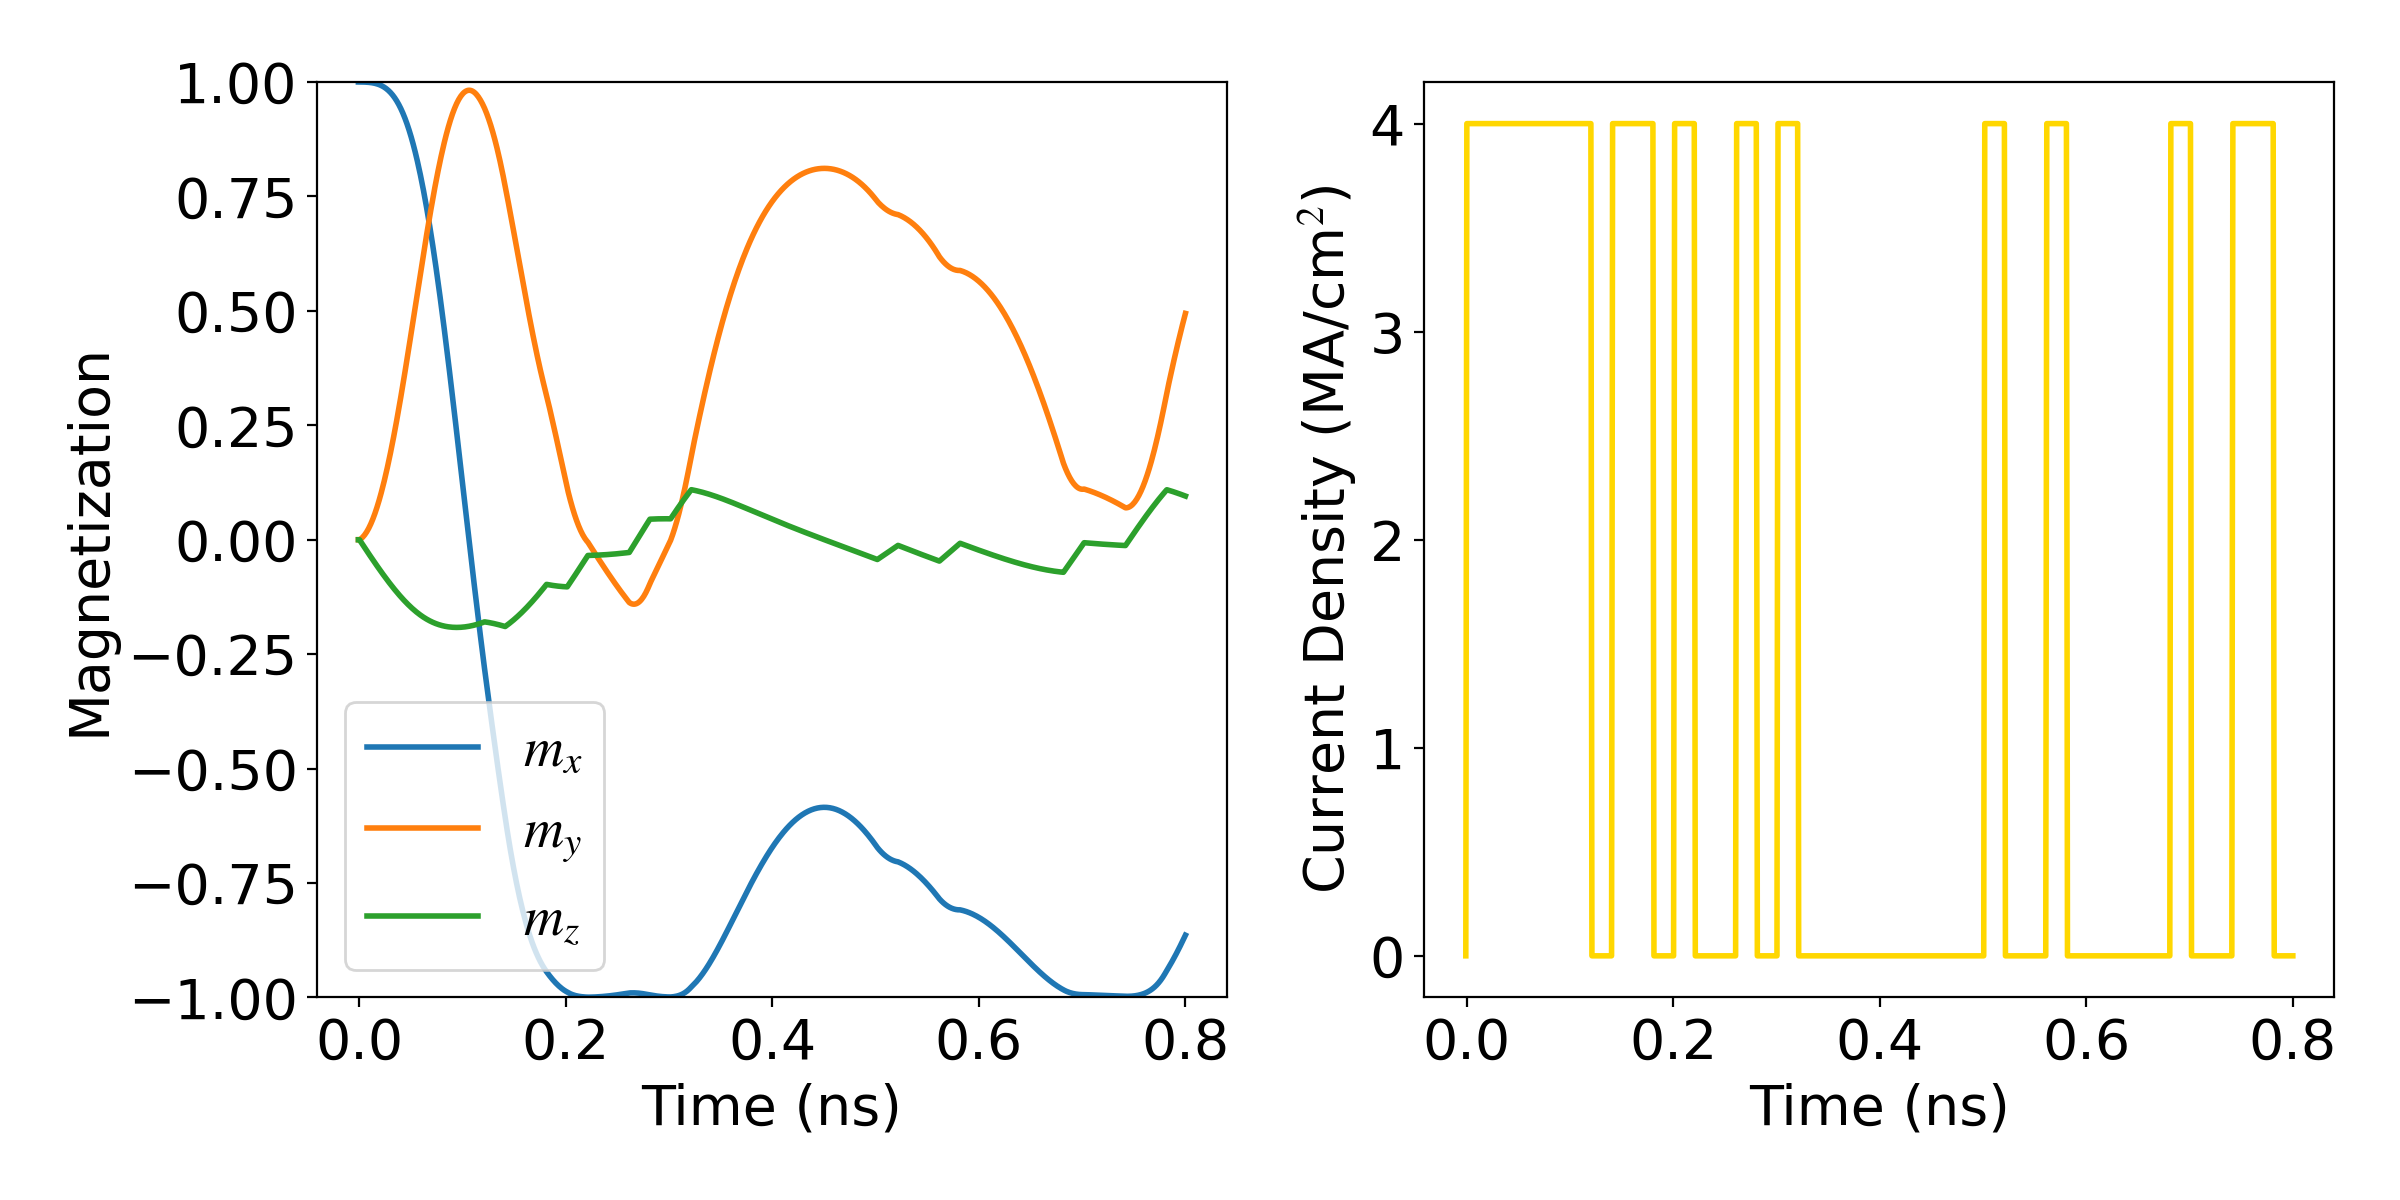 Magnetization
1.00
0.75
0.50
0.25
0.00
−0.25
−0.50
−0.75
−1.00
m_x
m_y
m_z
0.0 0.2 0.4 0.6 0.8
Time (ns)
Current Density (MA/cm²)
4
3
2
1
0
0.0 0.2 0.4 0.6 0.8
Time (ns)